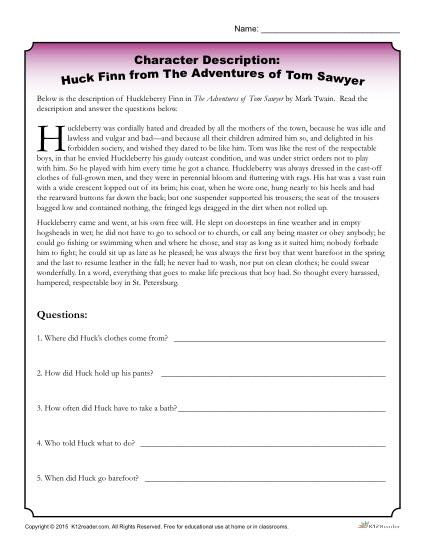 Name:
Character Description:
Huck Finn from The Adventures of Tom Sawyer
Below is the description of Huckleberry Finn in The Adventures of Tom Sawyer by Mark Twain. Read the
description and answer the questions below.
Huckleberry was cordially hated and dreaded by all the mothers of the town, because he was idle and
lawless and vulgar and bad—and because all their children admired him so, and delighted in his
forbidden society, and wished they dared to be like him. Tom was like the rest of the respectable
boys, in that he envied Huckleberry his gaudy outcast condition, and was under strict orders not to play
with him. So he played with him every time he got a chance. Huckleberry was always dressed in the cast-off
clothes of full-grown men, and they were in perennial bloom and fluttering with rags. His hat was a vast ruin
with a wide crescent lopped out of its brim; his coat, when he wore one, hung nearly to his heels and had
the rearward buttons far down the back; but one suspender supported his trousers; the seat of the trousers
bagged low and contained nothing, the fringed legs dragged in the dirt when not rolled up.
Huckleberry came and went, at his own free will. He slept on doorsteps in fine weather and in empty
hogsheads in wet; he did not have to go to school or to church, or call any being master or obey anybody; he
could go fishing or swimming when and where he chose, and stay as long as it suited him; nobody forbade
him to fight; he could sit up as late as he pleased; he was always the first boy that went barefoot in the spring
and the last to resume leather in the fall; he never had to wash, nor put on clean clothes; he could swear
wonderfully. In a word, everything that goes to make life precious that boy had. So thought every harassed,
hampered, respectable boy in St. Petersburg.
Questions:
1. Where did Huck's clothes come from?
2. How did Huck hold up his pants?
3. How often did Huck have to take a bath?
4. Who told Huck what to do?
5. When did Huck go barefoot?
Copyright © 2015 K12reader.com. All Rights Reserved. Free for educational use at home or in classrooms.
K12Reader